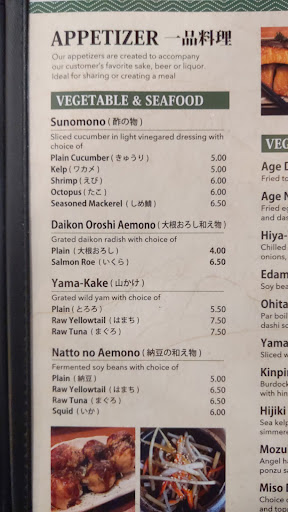 APPETIZER 一品料理
Our appetizers are created to accompany
our customer's favorite sake, beer or liquor.
Ideal for sharing or creating a meal
VEGETABLE & SEAFOOD
Sunomono ( 酢の物 )
Sliced cucumber in light vinegared dressing with
choice of
Plain Cucumber ( きゅうり ) 5.00
Kelp ( ワカメ ) 5.00
Shrimp ( えび ) 6.00
Octopus ( たこ ) 6.00
Seasoned Mackerel ( しめ鯖 ) 6.50
Daikon Oroshi Aemono ( 大根おろし和え物 )
Grated daikon radish with choice of
Plain ( 大根おろし ) 4.00
Salmon Roe ( いくら ) 6.50
Yama-Kake ( 山かけ )
Grated wild yam with choice of
Plain ( とろろ ) 5.50
Raw Yellowtail ( はまち ) 7.50
Raw Tuna ( まぐろ ) 7.50
Natto no Aemono ( 納豆の和え物 )
Fermented soy beans with choice of
Plain ( 納豆 ) 5.00
Raw Yellowtail ( はまち ) 6.50
Raw Tuna ( まぐろ ) 6.50
Squid ( いか ) 6.00
VEG
Age D
Fried to
Age N
Fried eg
and da
Hiya-
Chilled
onions,
Edam
Soy bea
Ohita
Par boil
dashi so
Yama
Sliced w
Kinpi
Burdock
with hin
Hijiki
Sea kelp
simmere
Mozu
Angel ha
ponzu sa
Miso D
Choice o
and top